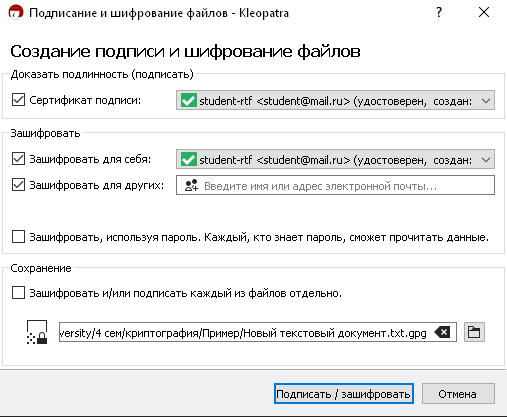 Подписание и шифрование файлов - Kleopatra
Создание подписи и шифрование файлов
Доказать подлинность (подписать)
Сертификат подписи: student-rtf <student@mail.ru> (удостоверен, создан:
Зашифровать
Зашифровать для себя: student-rtf <student@mail.ru> (удостоверен, создан:
Зашифровать для других: Введите имя или адрес электронной почты...
Зашифровать, используя пароль. Каждый, кто знает пароль, сможет прочитать данные.
Сохранение
Зашифровать и/или подписать каждый из файлов отдельно.
versity/4 сем/криптография/Пример/Новый текстовый документ.txt.gpg
Подписать / зашифровать Отмена